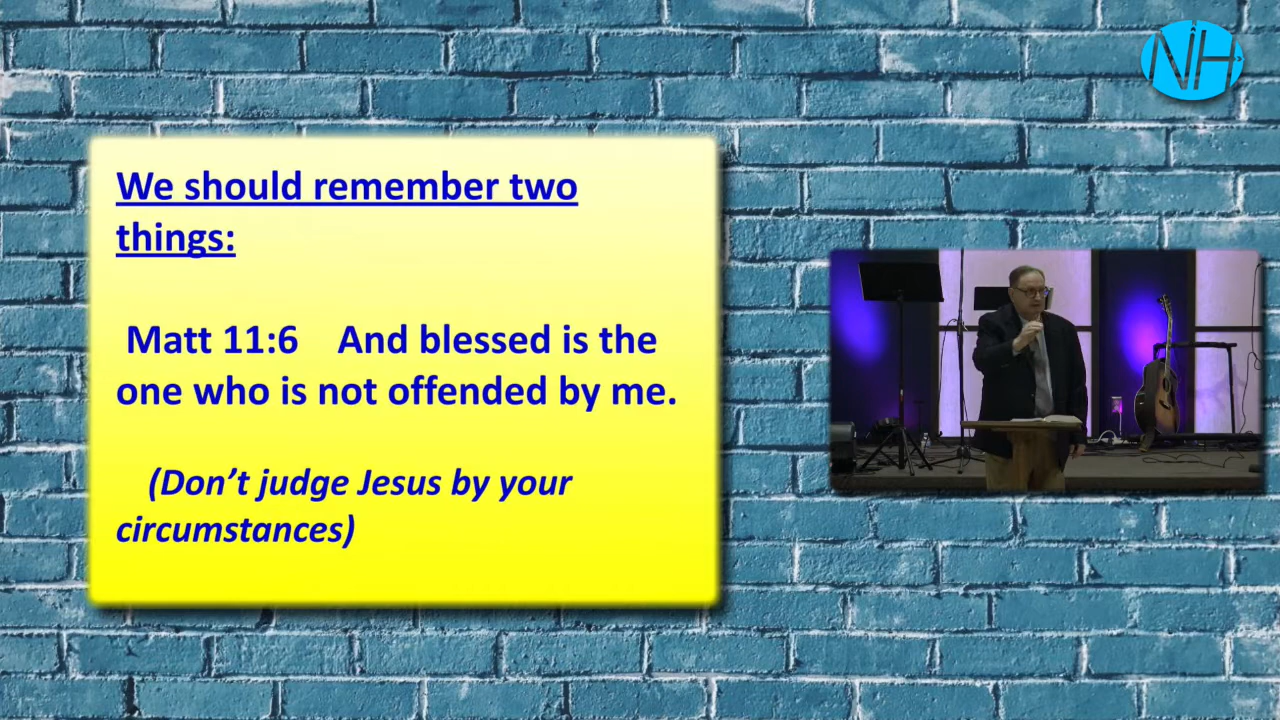 NH
We should remember two
things:
Matt 11:6 And blessed is the
one who is not offended by me.
(Don’t judge Jesus by your
circumstances)